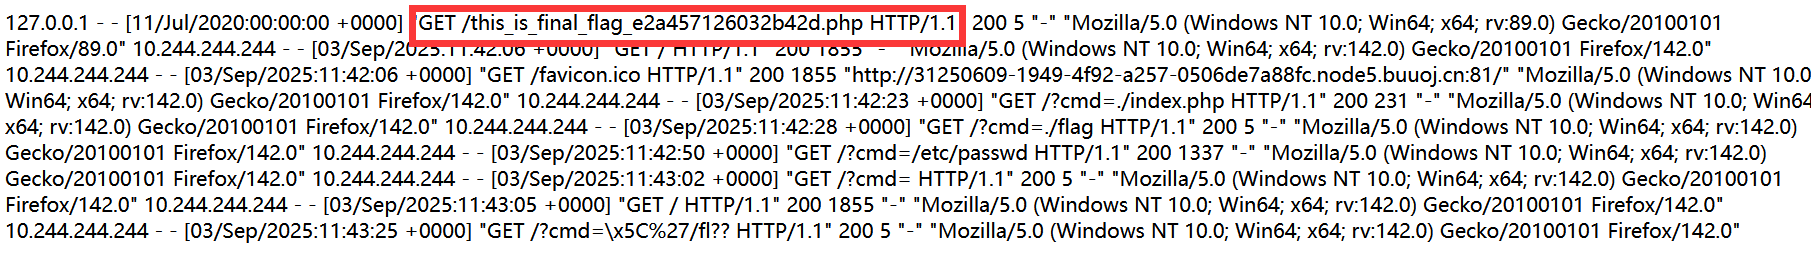 127.0.0.1 - - [11/Jul/2020:00:00:00 +0000] "GET /this_is_final_flag_e2a457126032b42d.php HTTP/1.1" 200 5 "-" "Mozilla/5.0 (Windows NT 10.0; Win64; x64; rv:89.0) Gecko/20100101
Firefox/89.0" 10.244.244.244 - - [03/Sep/2025:11:42:06 +0000] "GET / HTTP/1.1" 200 1855 "-" "Mozilla/5.0 (Windows NT 10.0; Win64; x64; rv:142.0) Gecko/20100101 Firefox/142.0"
10.244.244.244 - - [03/Sep/2025:11:42:06 +0000] "GET /favicon.ico HTTP/1.1" 200 1855 "http://31250609-1949-4f92-a257-0506de7a88fc.node5.buuoj.cn:81/" "Mozilla/5.0 (Windows NT 10.0
Win64; x64; rv:142.0) Gecko/20100101 Firefox/142.0" 10.244.244.244 - - [03/Sep/2025:11:42:23 +0000] "GET /?cmd=./index.php HTTP/1.1" 200 231 "-" "Mozilla/5.0 (Windows NT 10.0; Win64
x64; rv:142.0) Gecko/20100101 Firefox/142.0" 10.244.244.244 - - [03/Sep/2025:11:42:28 +0000] "GET /?cmd=./flag HTTP/1.1" 200 5 "-" "Mozilla/5.0 (Windows NT 10.0; Win64; x64; rv:142.0)
Gecko/20100101 Firefox/142.0" 10.244.244.244 - - [03/Sep/2025:11:42:50 +0000] "GET /?cmd=/etc/passwd HTTP/1.1" 200 1337 "-" "Mozilla/5.0 (Windows NT 10.0; Win64; x64; rv:142.0)
Gecko/20100101 Firefox/142.0" 10.244.244.244 - - [03/Sep/2025:11:43:02 +0000] "GET /?cmd= HTTP/1.1" 200 5 "-" "Mozilla/5.0 (Windows NT 10.0; Win64; x64; rv:142.0) Gecko/20100101
Firefox/142.0" 10.244.244.244 - - [03/Sep/2025:11:43:05 +0000] "GET / HTTP/1.1" 200 1855 "-" "Mozilla/5.0 (Windows NT 10.0; Win64; x64; rv:142.0) Gecko/20100101 Firefox/142.0"
10.244.244.244 - - [03/Sep/2025:11:43:25 +0000] "GET /?cmd=\x5C%27/fl?? HTTP/1.1" 200 5 "-" "Mozilla/5.0 (Windows NT 10.0; Win64; x64; rv:142.0) Gecko/20100101 Firefox/142.0"